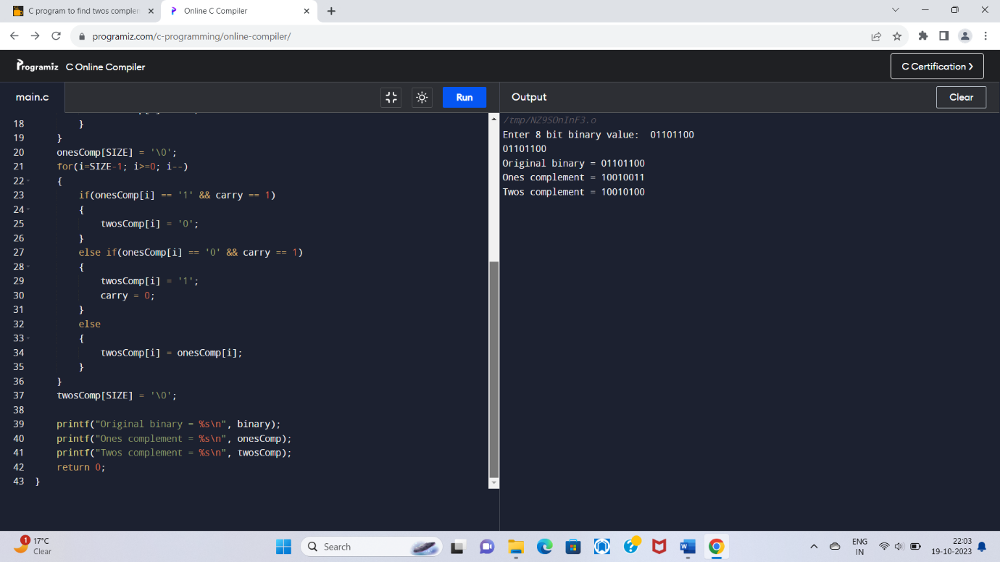 C program to find twos complem
Online C Compiler
programiz.com/c-programming/online-compiler/
Programiz C Online Compiler
C Certification
main.c
Run
Output
Clear
18 }
19 }
20 onesComp[SIZE] = '\0';
21 for(i=SIZE-1; i>=0; i--)
22 {
23 if(onesComp[i] == '1' && carry == 1)
24 {
25 twosComp[i] = '0';
26 }
27 else if(onesComp[i] == '0' && carry == 1)
28 {
29 twosComp[i] = '1';
30 carry = 0;
31 }
32 else
33 {
34 twosComp[i] = onesComp[i];
35 }
36 }
37 twosComp[SIZE] = '\0';
38
39 printf("Original binary = %s\n", binary);
40 printf("Ones complement = %s\n", onesComp);
41 printf("Twos complement = %s\n", twosComp);
42 return 0;
43 }
/tmp/NZ9SOnInF3.o
Enter 8 bit binary value: 01101100
01101100
Original binary = 01101100
Ones complement = 10010011
Twos complement = 10010100
1
17°C
Clear
Search
ENG
IN
22:03
19-10-2023